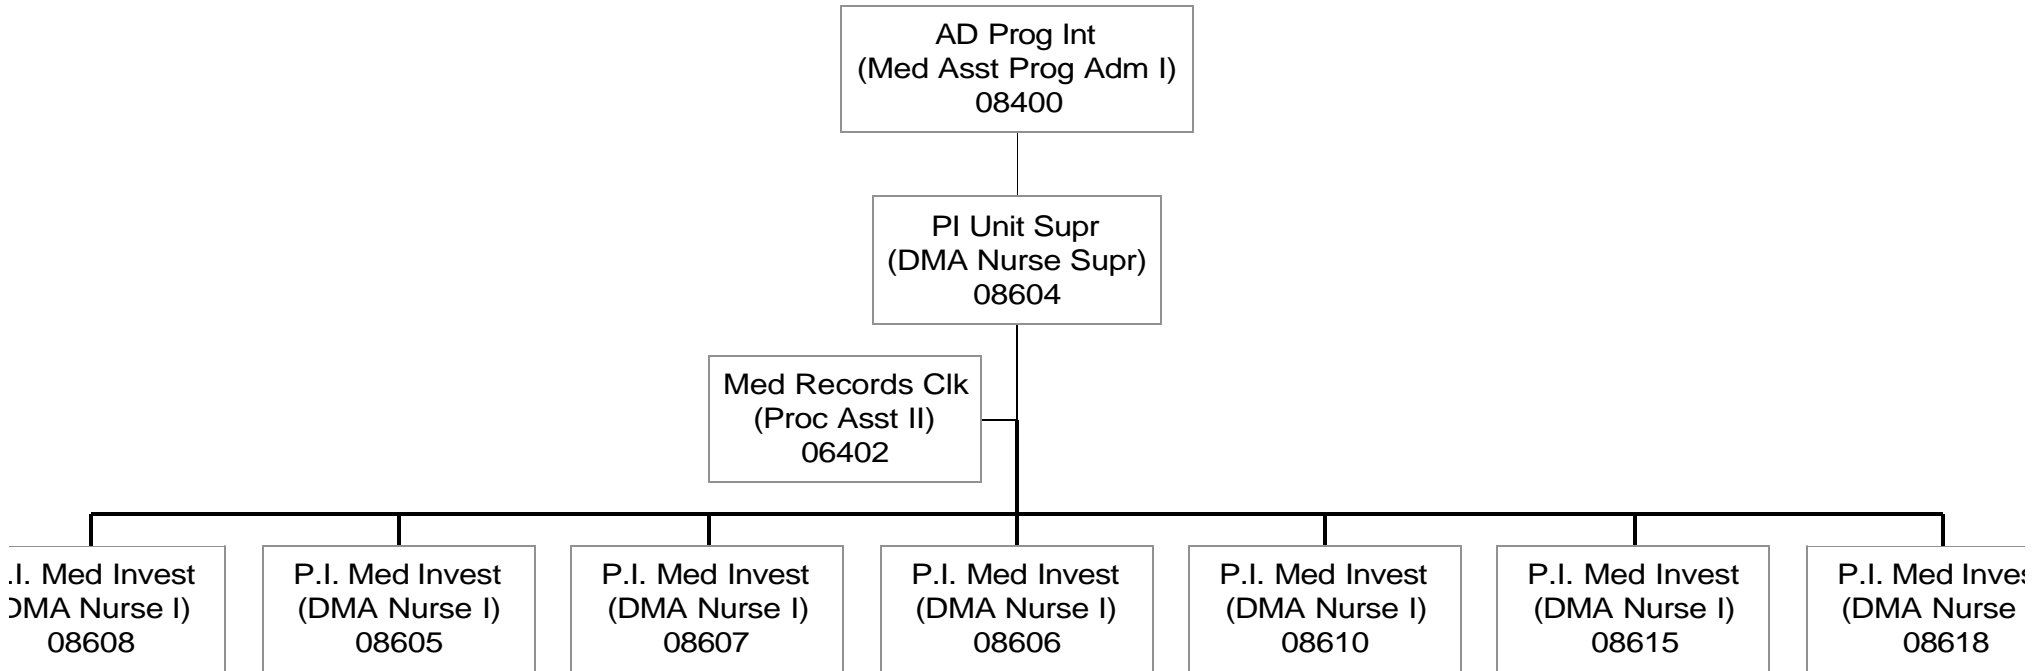 AD Prog Int
(Med Asst Prog Adm I)
08400
PI Unit Supr
(DMA Nurse Supr)
08604
Med Records Clk
(Proc Asst II)
06402
.I. Med Invest
DMA Nurse I)
08608
P.I. Med Invest
(DMA Nurse I)
08605
P.I. Med Invest
(DMA Nurse I)
08607
P.I. Med Invest
(DMA Nurse I)
08606
P.I. Med Invest
(DMA Nurse I)
08610
P.I. Med Invest
(DMA Nurse I)
08615
P.I. Med Inves
(DMA Nurse
08618